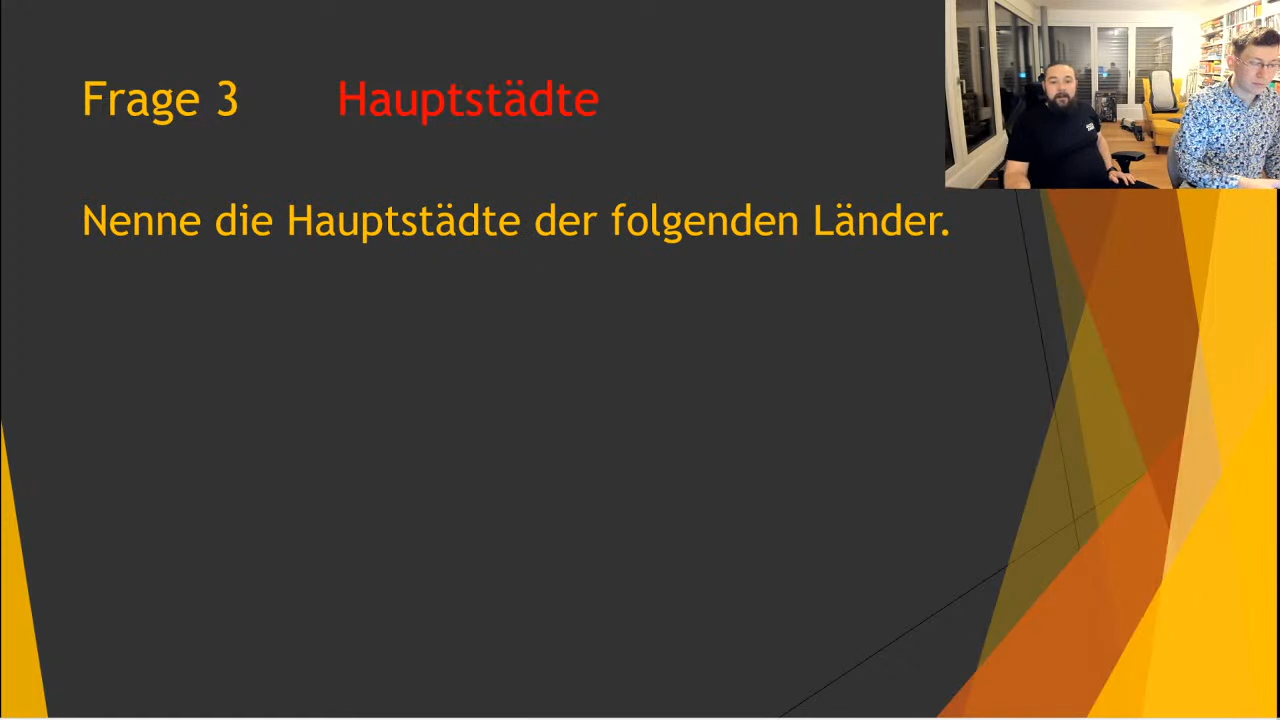 Frage 3 Hauptstädte
Nenne die Hauptstädte der folgenden Länder.